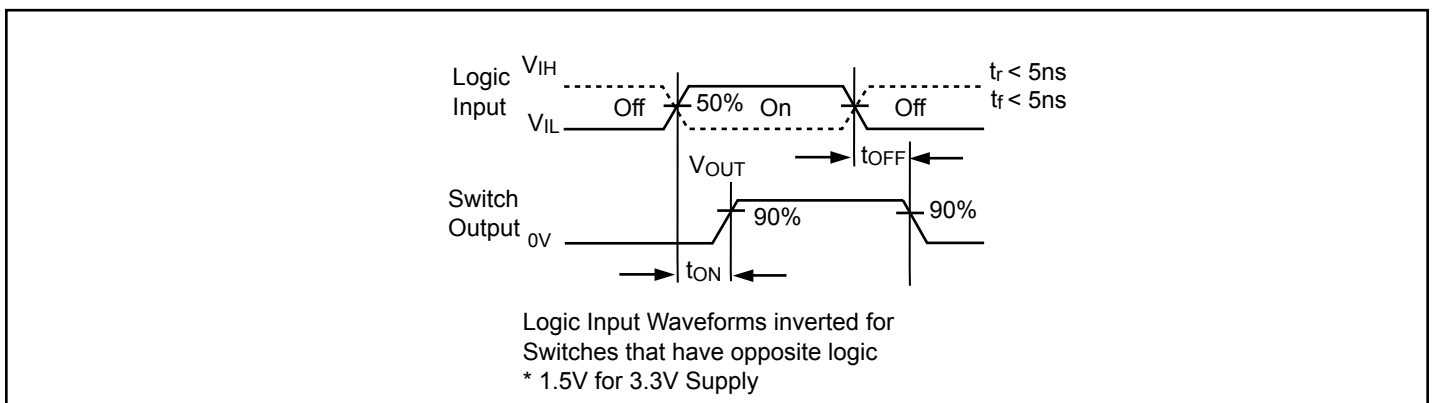 Logic
Input
VIH
VIL
Off
50%
On
Off
tr < 5ns
tf < 5ns
tOFF
VOUT
Switch
Output
0V
90%
90%
tON
Logic Input Waveforms inverted for
Switches that have opposite logic
* 1.5V for 3.3V Supply